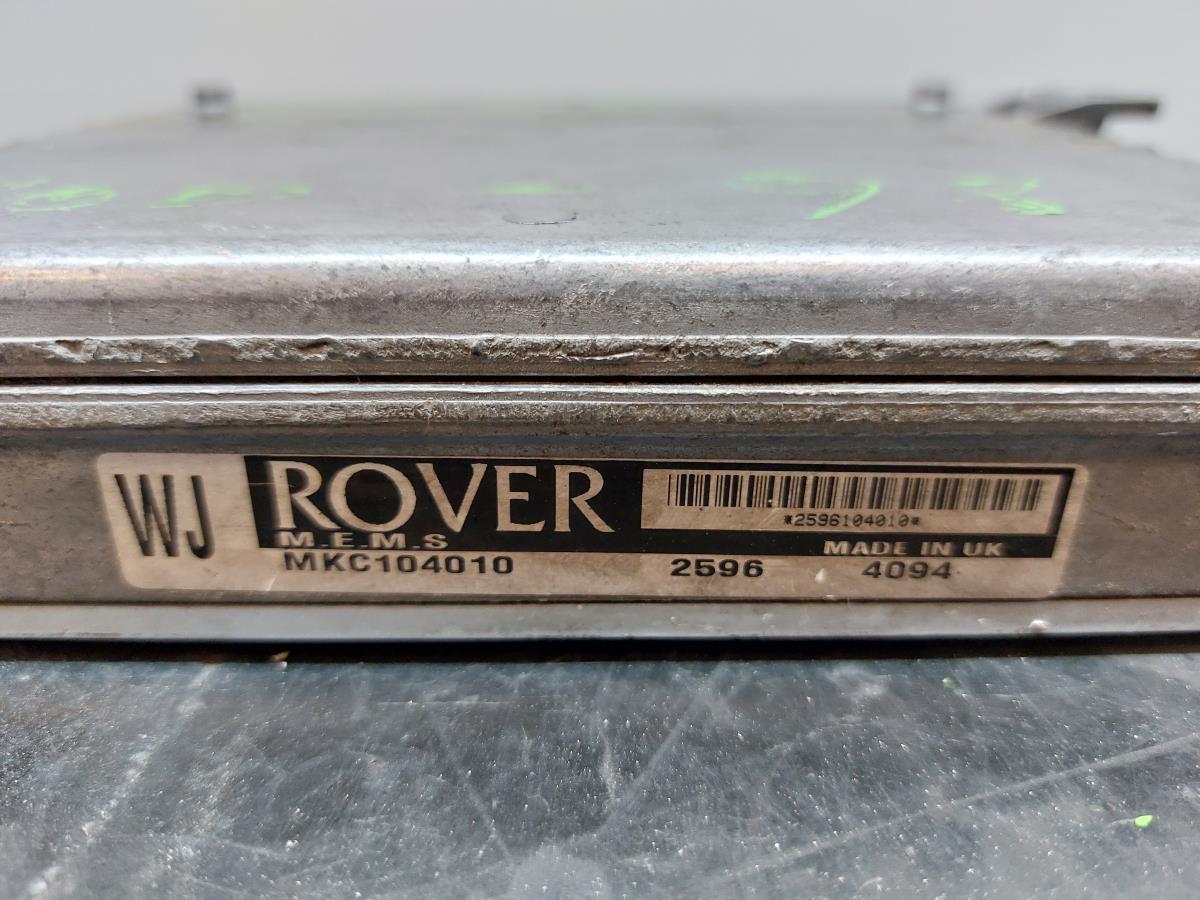 WJ
ROVER
*2596104010*
M.E.M.S
MADE IN UK
MKC104010 2596 4094